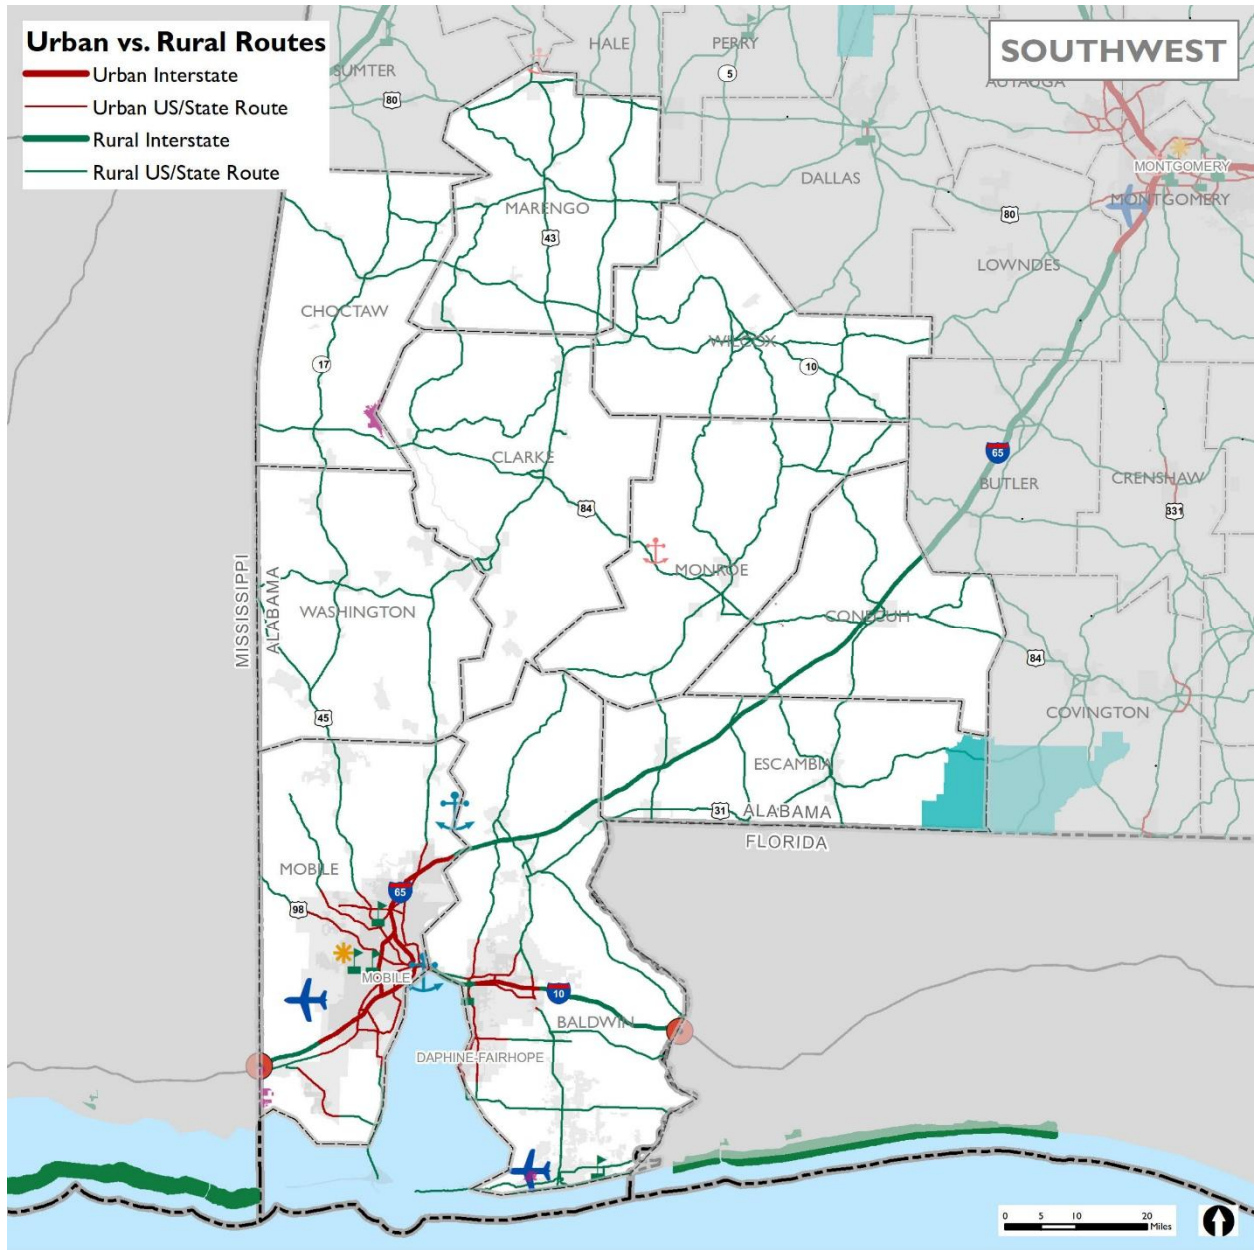 Urban vs. Rural Routes
Urban Interstate
Urban US/State Route
Rural Interstate
Rural US/State Route
SOUTHWEST
HALE
PERRY
SUMTER
5
80
AUTAUGA
MONTGOMERY
MONTGOMERY
DALLAS
80
MARENGO
43
LOWNDES
CHOCTAW
WILCOX
17
10
65
CLARKE
BUTLER
CRENSHAW
84
331
MONROE
MISSISSIPPI
ALABAMA
WASHINGTON
CONECUH
84
45
COVINGTON
ESCAMBIA
31
ALABAMA
FLORIDA
MOBILE
65
98
MOBILE
10
BALDWIN
DAPHINE-FAIRHOPE
0 5 10 20
Miles